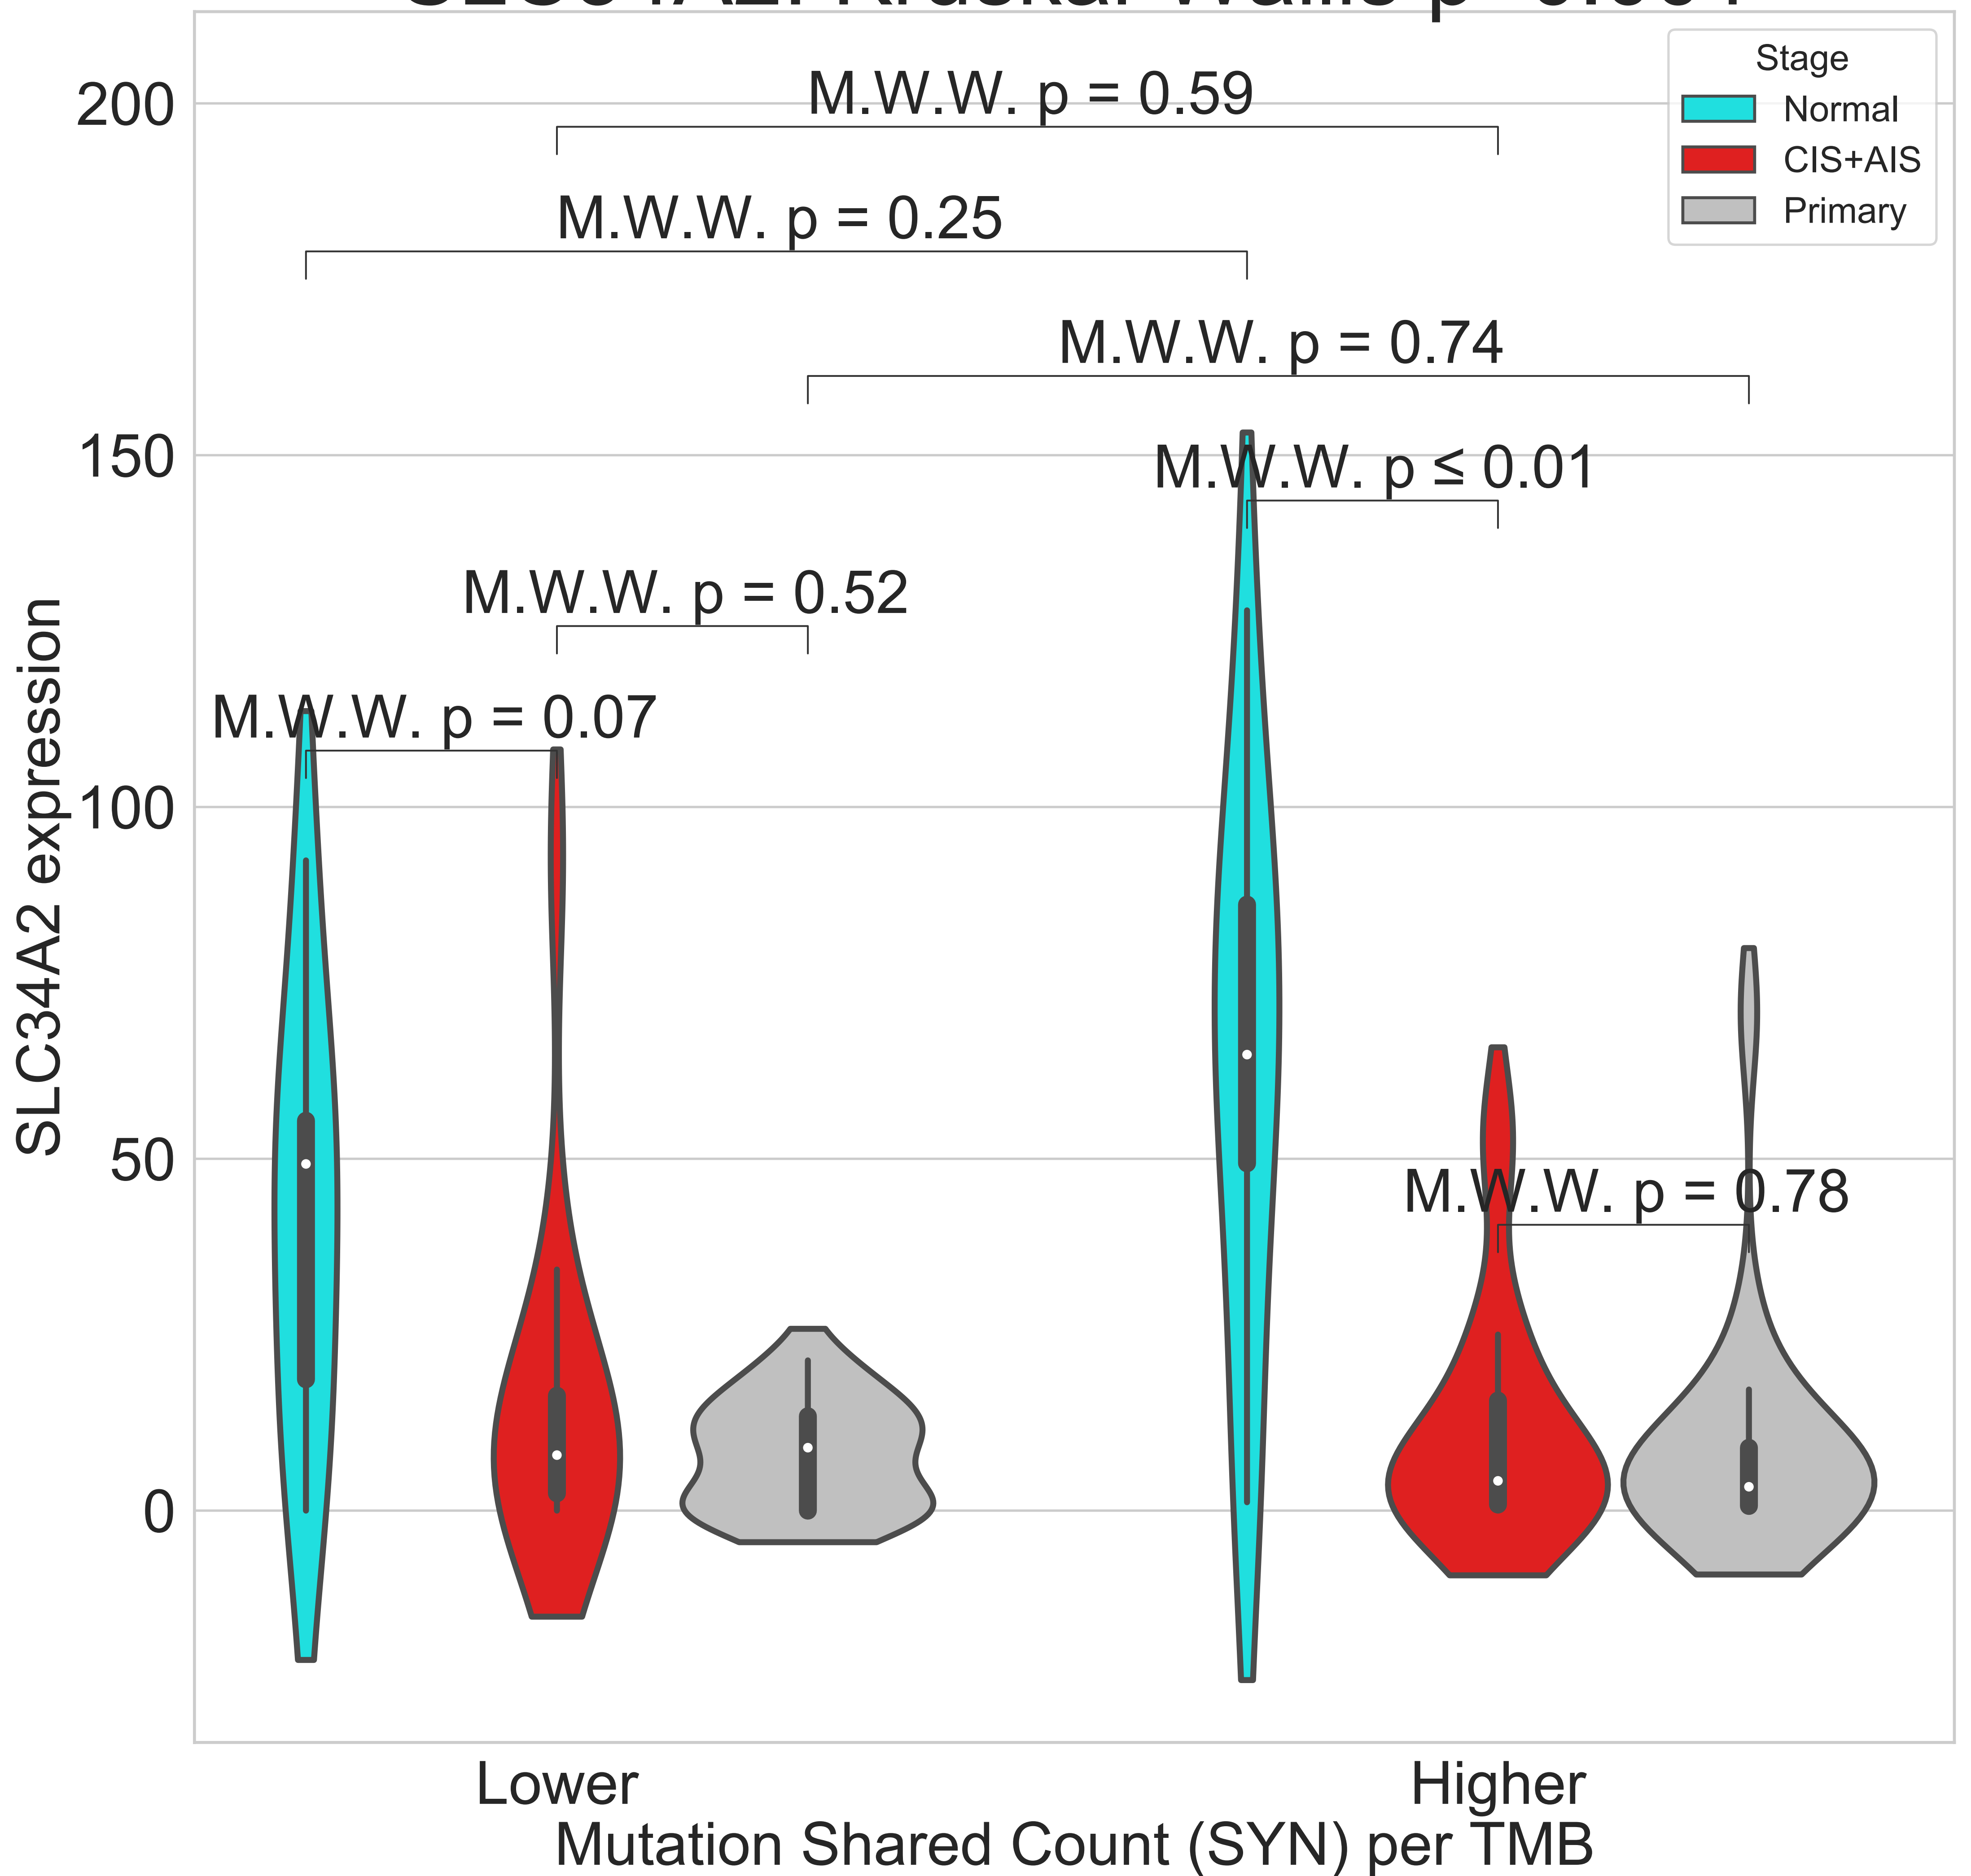 200
150
100
50
0
SLC34A2 expression
M.W.W. p = 0.59
M.W.W. p = 0.25
M.W.W. p = 0.74
M.W.W. p ≤ 0.01
M.W.W. p = 0.52
M.W.W. p = 0.07
M.W.W. p = 0.78
Stage
Normal
CIS+AIS
Primary
Lower
Higher
Mutation Shared Count (SYN) per TMB